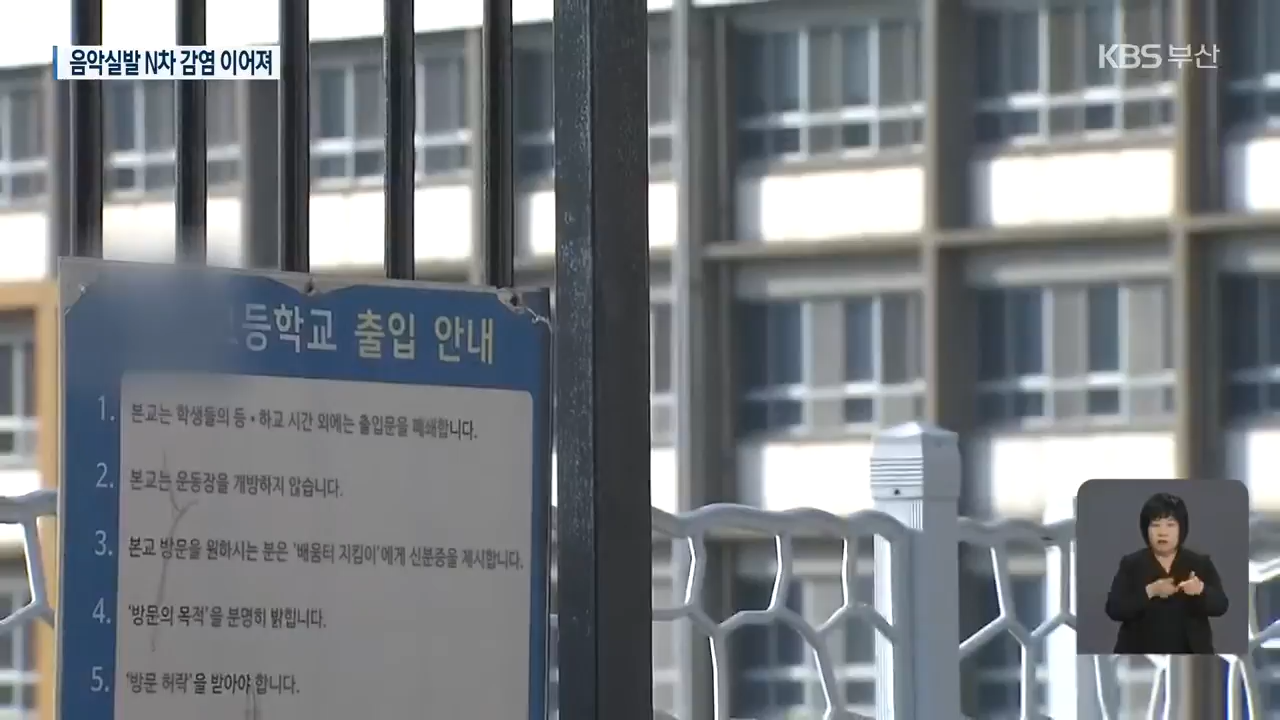 음악실발 N차 감염 이어져
KBS 부산
등학교 출입 안내
1. 본교는 학생들의 등·하교 시간 외에는 출입문을 폐쇄합니다.
2. 본교는 운동장을 개방하지 않습니다.
3. 본교 방문을 원하시는 분은 '배움터 지킴이'에게 신분증을 제시합니다.
4. '방문의 목적'을 분명히 밝힙니다.
5. '방문 허락'을 받아야 합니다.